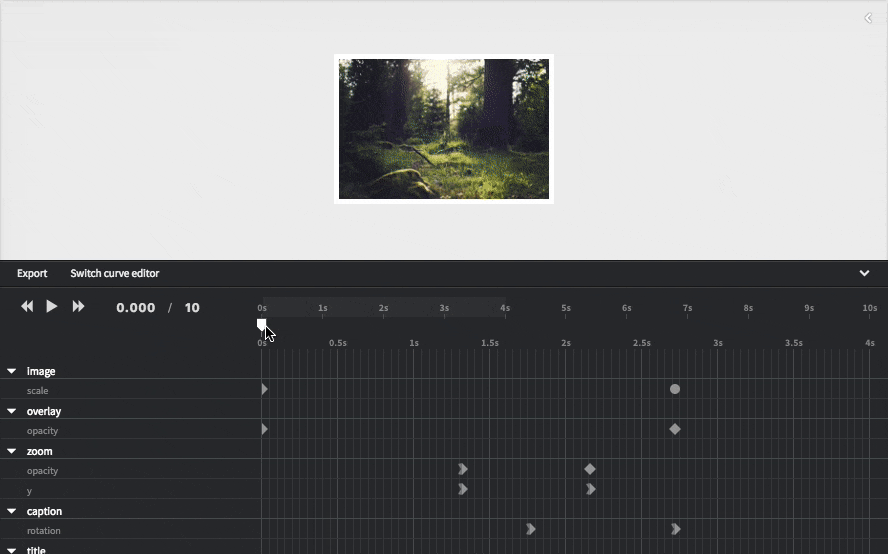 Export Switch curve editor
0.000 / 10
0s 1s 2s 3s 4s 5s 6s 7s 8s 9s 10s
0s 0.5s 1s 1.5s 2s 2.5s 3s 3.5s 4s
image
scale
overlay
opacity
zoom
opacity
y
caption
rotation
title